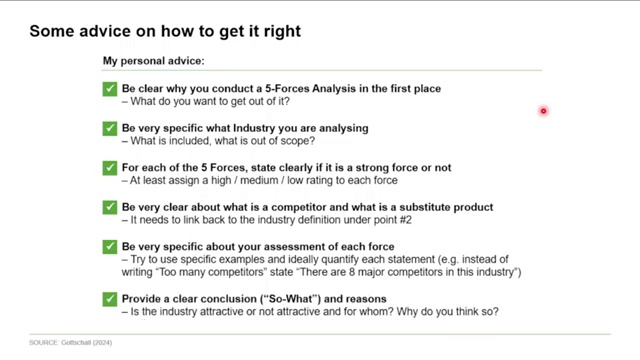 Some advice on how to get it right
My personal advice:
Be clear why you conduct a 5-Forces Analysis in the first place
– What do you want to get out of it?
Be very specific what Industry you are analysing
– What is included, what is out of scope?
For each of the 5 Forces, state clearly if it is a strong force or not
– At least assign a high / medium / low rating to each force
Be very clear about what is a competitor and what is a substitute product
– It needs to link back to the industry definition under point #2
Be very specific about your assessment of each force
– Try to use specific examples and ideally quantify each statement (e.g. instead of
writing “Too many competitors” state “There are 8 major competitors in this industry”)
Provide a clear conclusion (“So-What”) and reasons
– Is the industry attractive or not attractive and for whom? Why do you think so?
SOURCE: Gottschall (2024)